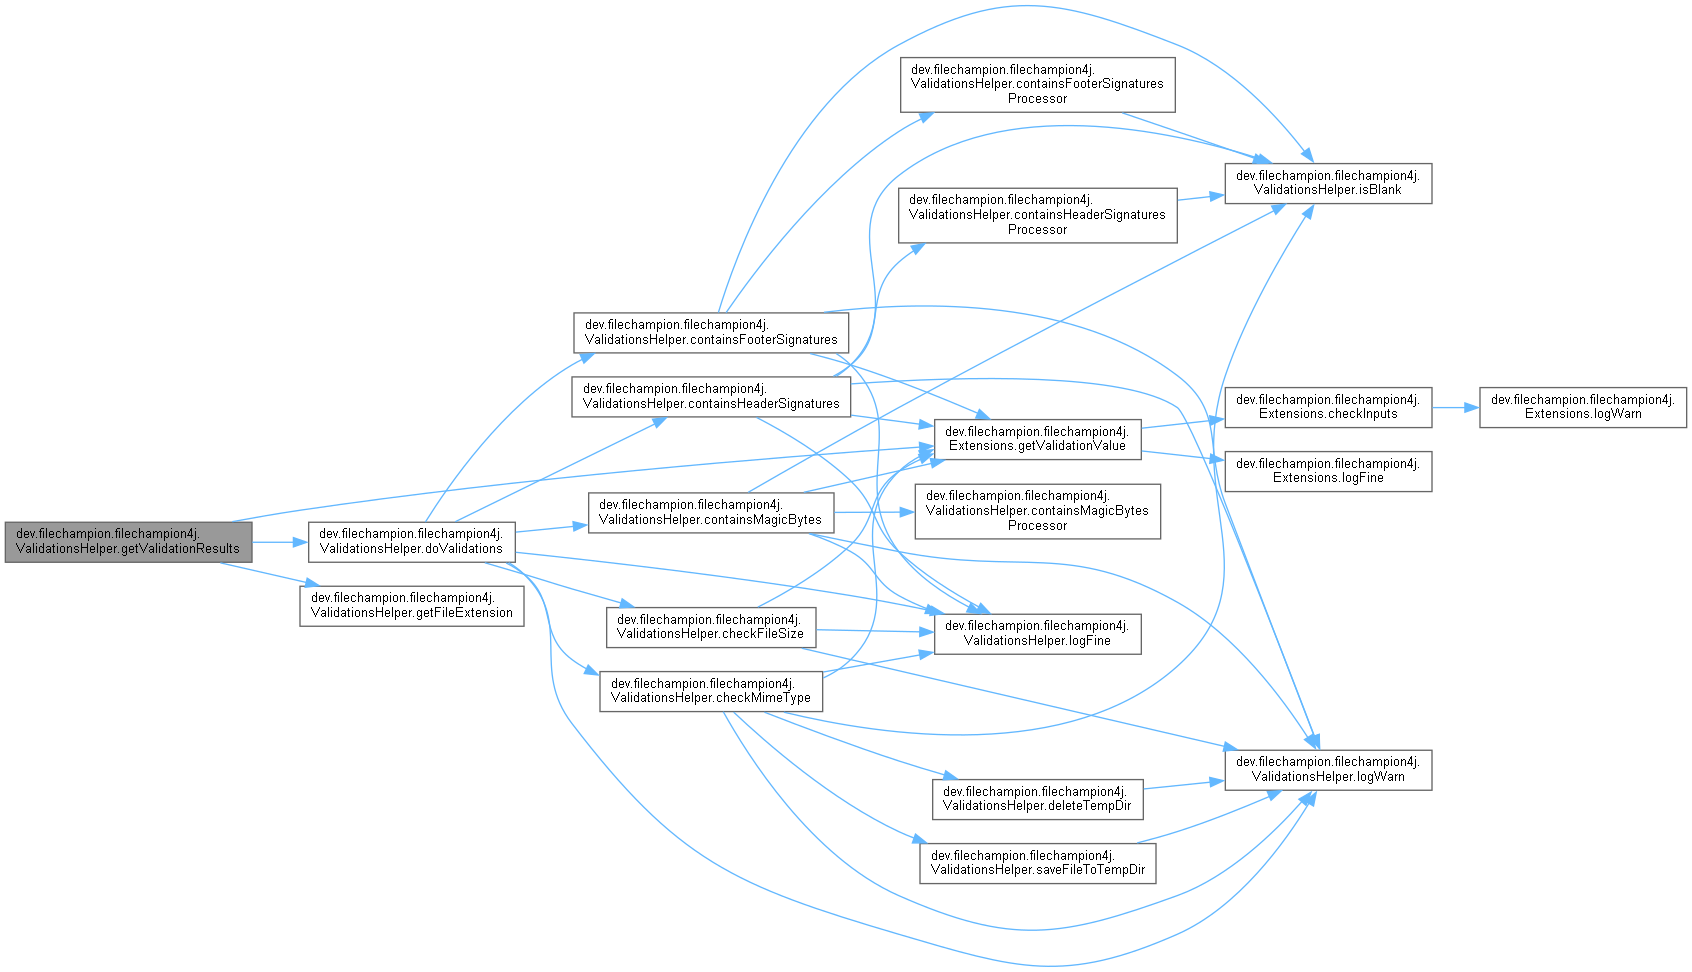 dev.filechampion.filechampion4j.
ValidationsHelper.getValidationResults
dev.filechampion.filechampion4j.
ValidationsHelper.doValidations
dev.filechampion.filechampion4j.
ValidationsHelper.getFileExtension
dev.filechampion.filechampion4j.
ValidationsHelper.containsFooterSignatures
dev.filechampion.filechampion4j.
ValidationsHelper.containsHeaderSignatures
dev.filechampion.filechampion4j.
ValidationsHelper.containsMagicBytes
dev.filechampion.filechampion4j.
ValidationsHelper.checkFileSize
dev.filechampion.filechampion4j.
ValidationsHelper.checkMimeType
dev.filechampion.filechampion4j.
ValidationsHelper.containsFooterSignatures
Processor
dev.filechampion.filechampion4j.
ValidationsHelper.containsHeaderSignatures
Processor
dev.filechampion.filechampion4j.
Extensions.getValidationValue
dev.filechampion.filechampion4j.
ValidationsHelper.containsMagicBytes
Processor
dev.filechampion.filechampion4j.
ValidationsHelper.logFine
dev.filechampion.filechampion4j.
ValidationsHelper.deleteTempDir
dev.filechampion.filechampion4j.
ValidationsHelper.saveFileToTempDir
dev.filechampion.filechampion4j.
ValidationsHelper.isBlank
dev.filechampion.filechampion4j.
Extensions.checkInputs
dev.filechampion.filechampion4j.
Extensions.logFine
dev.filechampion.filechampion4j.
ValidationsHelper.logWarn
dev.filechampion.filechampion4j.
Extensions.logWarn